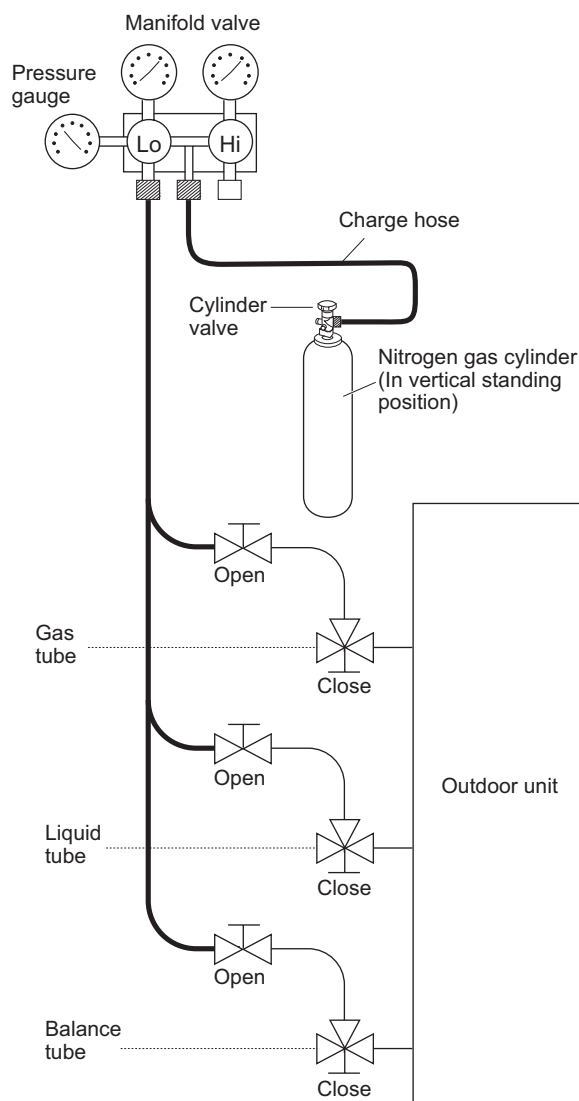 Manifold valve
Pressure
gauge
Lo
Hi
Charge hose
Cylinder
valve
Nitrogen gas cylinder
(In vertical standing
position)
Open
Gas
tube
Close
Open
Outdoor unit
Liquid
tube
Close
Open
Balance
tube
Close